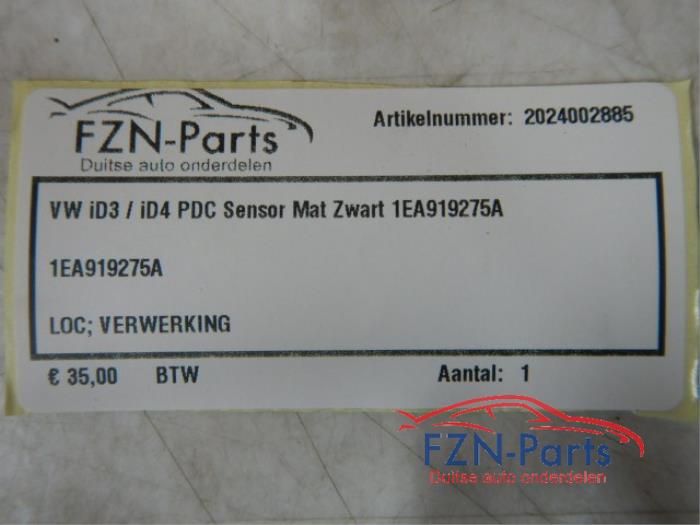 FZN-Parts
Duitse auto onderdelen
Artikelnummer: 2024002885
VW iD3 / iD4 PDC Sensor Mat Zwart 1EA919275A
1EA919275A
LOC; VERWERKING
€ 35,00 BTW Aantal: 1
FZN-Parts
Duitse auto onderdelen